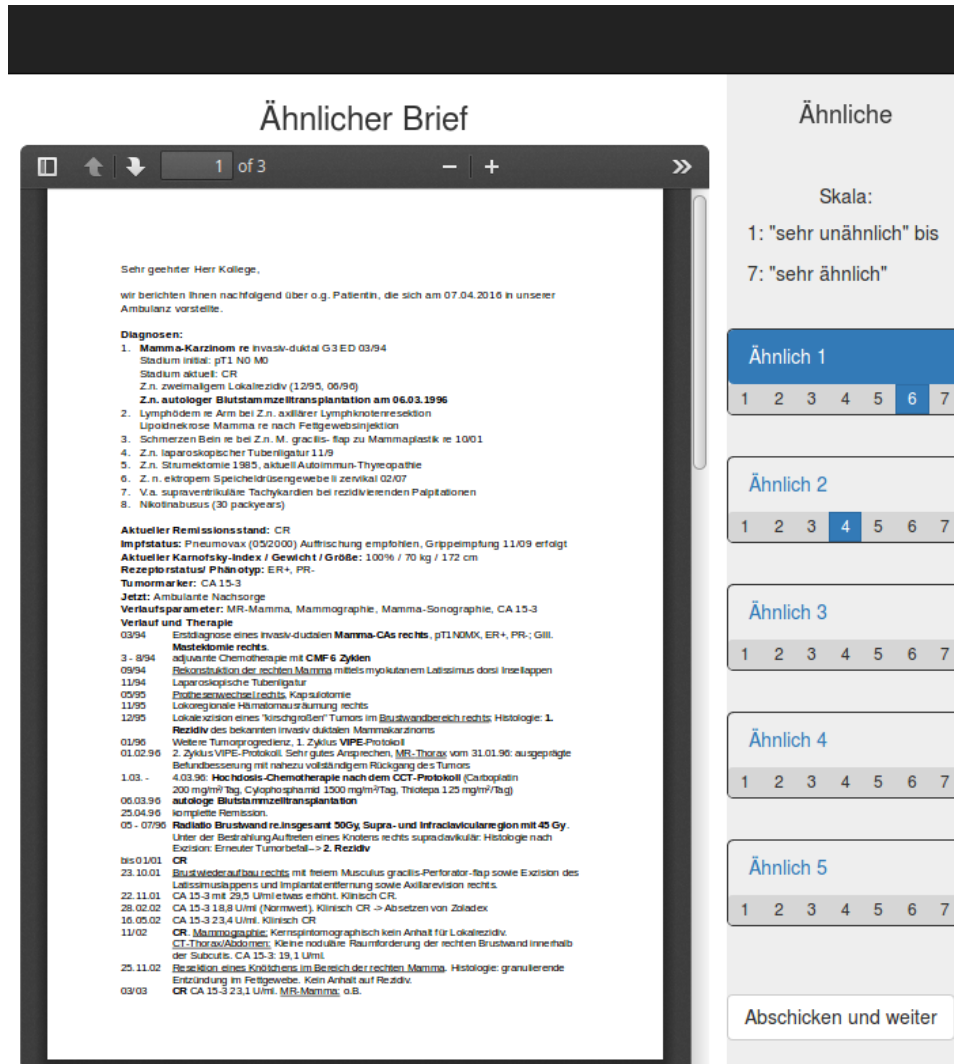 Ähnlicher Brief
1 of 3
Sehr geehrter Herr Kollege,
wir berichten Ihnen nachfolgend über o.g. Patientin, die sich am 07.04.2016 in unserer
Ambulanz vorstellte.
Diagnosen:
1. Mamma-Karzinom re invasiv-duktal G3 ED 03/94
Stadium initial: pT1 N0 M0
Stadium aktuell: CR
Z.n. zweimaligem Lokalrezidiv (12/95, 06/96)
Z.n. autologer Blutstammzelltransplantation am 06.03.1996
2. Lymphödem re Arm bei Z.n. axillärer Lymphknotenresektion
Lipoidnekrose Mamma re nach Fettgewebsinjektion
3. Schmerzen Bein re bei Z.n. M. gracilis- flap zu Mammaplastik re 10/01
4. Z.n. laparoskopischer Tubenligatur 11/9
5. Z.n. Strumektomie 1985, aktuell Autoimmun-Thyreopathie
6. Z. n. ektropem Speicheldrüsengewebe li zervikal 02/07
7. V.a. supraventrikuläre Tachykardien bei rezidivierenden Palpitationen
8. Nikotinabusus (30 packyears)
Aktueller Remissionsstand: CR
Impfstatus: Pneumovax (05/2000) Auffrischung empfohlen, Grippeimpfung 11/09 erfolgt
Aktueller Karnofsky-Index / Gewicht / Größe: 100% / 70 kg / 172 cm
Rezeptorstatus/ Phänotyp: ER+, PR-
Tumormarker: CA 15-3
Jetzt: Ambulante Nachsorge
Verlaufsparameter: MR-Mamma, Mammographie, Mamma-Sonographie, CA 15-3
Verlauf und Therapie
03/94 Erstdiagnose eines invasiv-ductalen Mamma-CAs rechts, pT1N0MX, ER+, PR-; GIII.
Mastektomie rechts.
3 - 8/94 adjuvante Chemotherapie mit CMF 6 Zyklen
09/94 Rekonstruktion der rechten Mamma mittels myokutanem Latissimus dorsi Insellappen
11/94 Laparoskopische Tubenligatur
05/95 Prothesenwechsel rechts, Kapsulotomie
11/95 Lokoregionale Hämatomausräumung rechts
12/95 Lokalexzision eines "kirschgroßen" Tumors im Brustwandbereich rechts; Histologie: 1.
Rezidiv des bekannten invasiv duktalen Mammakarzinoms
01/96 Weitere Tumorprogredienz, 1. Zyklus VIPE-Protokoll
01.02.96 2. Zyklus VIPE-Protokoll. Sehr gutes Ansprechen, MR-Thorax vom 31.01.96: ausgeprägte
Befundbesserung mit nahezu vollständigem Rückgang des Tumors
1.03. - 4.03.96: Hochdosis-Chemotherapie nach dem CCT-Protokoll (Carboplatin
200 mg/m²/Tag, Cylophosphamid 1500 mg/m²/Tag, Thiotepa 125 mg/m²/Tag)
06.03.96 autologe Blutstammzelltransplantation
25.04.96 komplette Remission.
05 - 07/96 Radiatio Brustwand re.insgesamt 50Gy, Supra- und Infraclavicularregion mit 45 Gy.
Unter der Bestrahlung Auftreten eines Knotens rechts supraclavikulär: Histologie nach
Exzision: Erneuter Tumorbefall--> 2. Rezidiv
bis 01/01 CR
23.10.01 Brustwiederaufbau rechts mit freiem Musculus gracilis-Perforator-flap sowie Exzision des
Latissimuslappens und Implantatentfernung sowie Axillarevision rechts.
22.11.01 CA 15-3 mit 29,5 U/ml etwas erhöht. Klinisch CR.
28.02.02 CA 15-3 18,8 U/ml (Normwert). Klinisch CR -> Absetzen von Zoladex
16.05.02 CA 15-3 23,4 U/ml. Klinisch CR
11/02 CR. Mammographie: Kernspintomographisch kein Anhalt für Lokalrezidiv.
CT-Thorax/Abdomen: Kleine noduläre Raumforderung der rechten Brustwand innerhalb
der Subcutis. CA 15-3: 19,1 U/ml.
25.11.02 Resektion eines Knötchens im Bereich der rechten Mamma. Histologie: granulierende
Entzündung im Fettgewebe. Kein Anhalt auf Rezidiv.
03/03 CR CA 15-3 23,1 U/ml. MR-Mamma: o.B.
Ähnliche
Skala:
1: "sehr unähnlich" bis
7: "sehr ähnlich"
Ähnlich 1
1 2 3 4 5 6 7
Ähnlich 2
1 2 3 4 5 6 7
Ähnlich 3
1 2 3 4 5 6 7
Ähnlich 4
1 2 3 4 5 6 7
Ähnlich 5
1 2 3 4 5 6 7
Abschicken und weiter